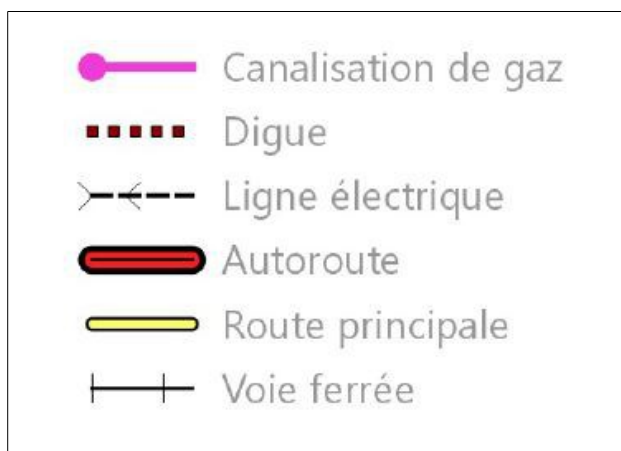 Canalisation de gaz
Digue
Ligne électrique
Autoroute
Route principale
Voie ferrée